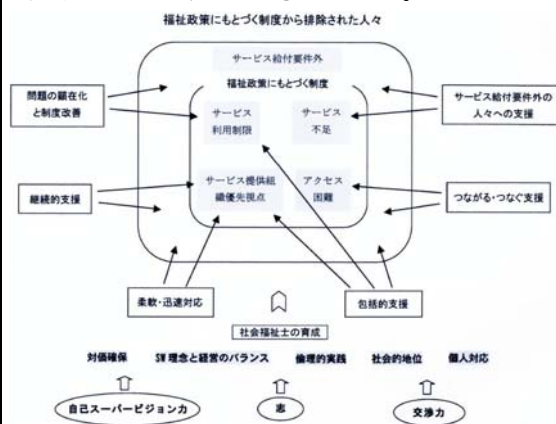 福祉政策にもとづく制度から排除された人々
サービス給付要件外
福祉政策にもとづく制度
問題の顕在化
と制度改善
サービス
利用制限
サービス
不足
サービス給付要件外の
人々への支援
継続的支援
サービス提供組
織優先視点
アクセス
困難
つながる・つなぐ支援
柔軟・迅速対応
包括的支援
社会福祉士の育成
対価確保 SW 理念と経営のバランス 倫理的実践 社会的地位 個人対応
自己スーパービジョン力
志
交渉力